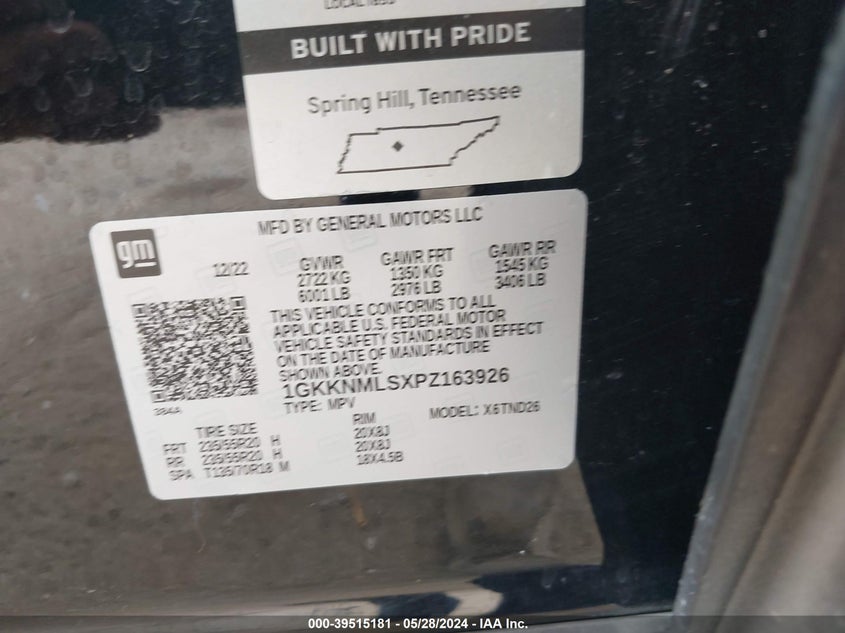 BUILT WITH PRIDE
Spring Hill, Tennessee
gm
MFD BY GENERAL MOTORS LLC
12/22
GVWR
2722 KG
6001 LB
GAWR FRT
1350 KG
2976 LB
GAWR RR
1545 KG
3406 LB
THIS VEHICLE CONFORMS TO ALL
APPLICABLE U.S. FEDERAL MOTOR
VEHICLE SAFETY STANDARDS IN EFFECT
ON THE DATE OF MANUFACTURE
SHOWN ABOVE.
1GKKNMLSXPZ163926
TYPE: MPV
MODEL: X6TND26
TIRE SIZE
RIM
FRT 235/55R20 H 20X8J
RR 235/55R20 H 20X8J
SPA T135/70R18 M 18X4.5B
000-39515181 - 05/28/2024 - IAA Inc.